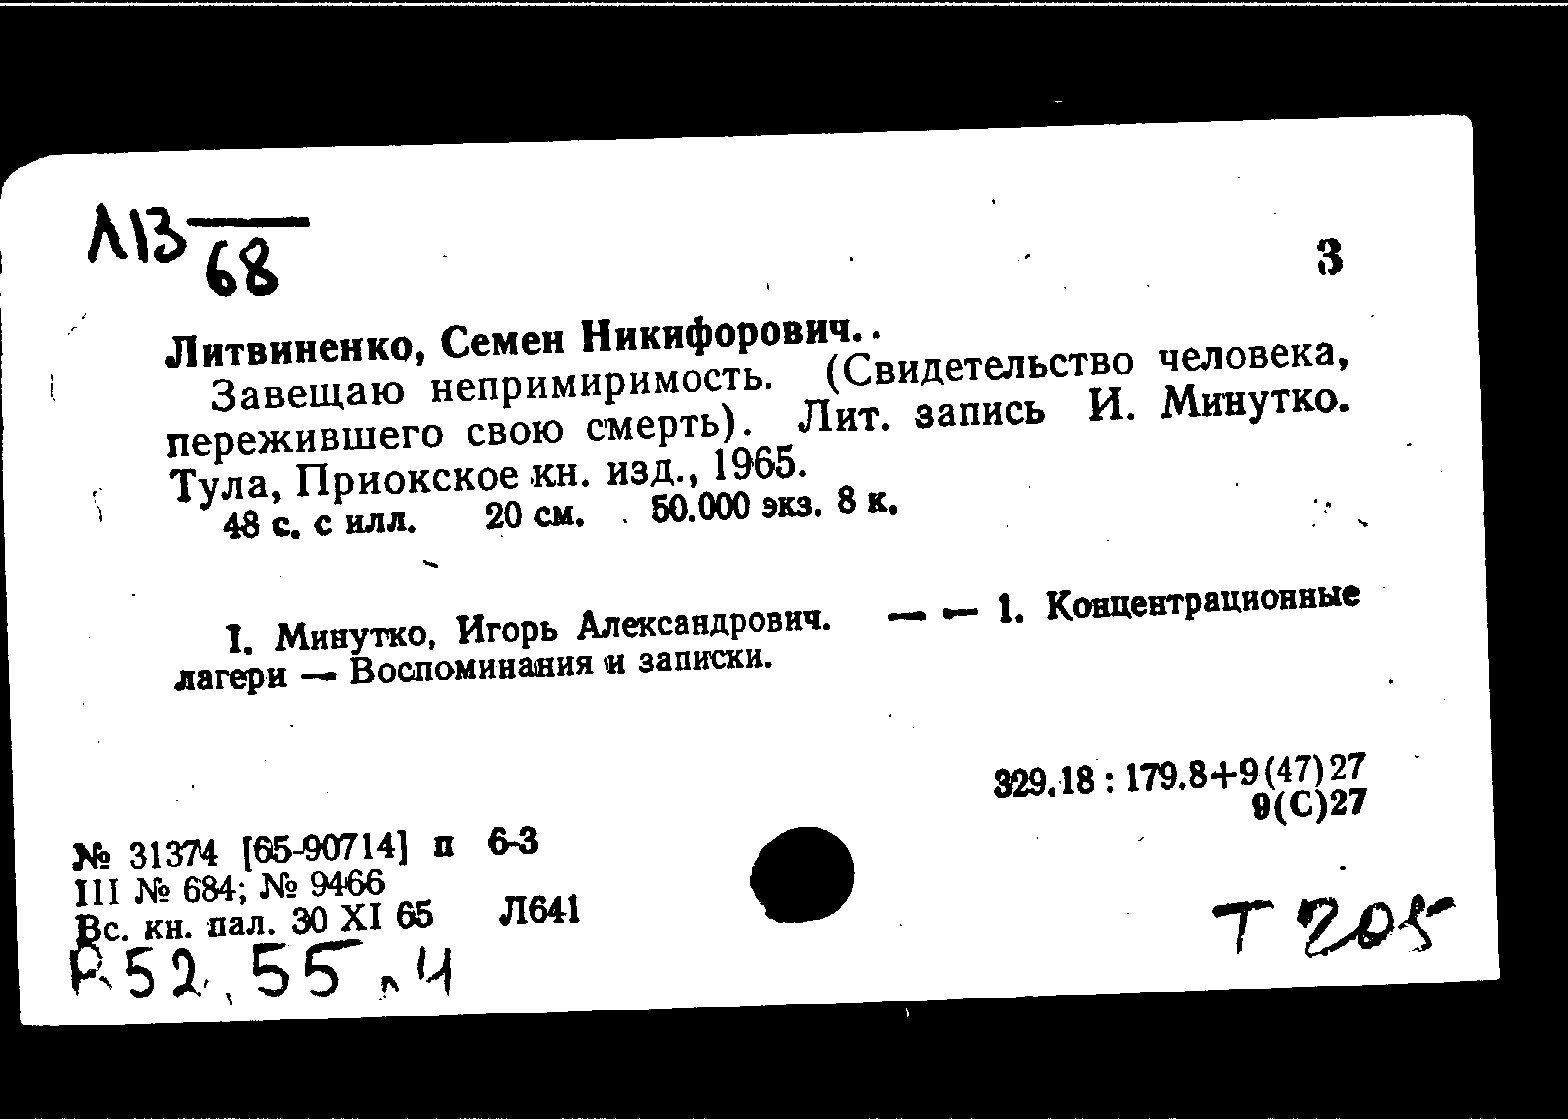 Л13
68
3
Литвиненко, Семен Никифорович..
Завещаю непримиримость. (Свидетельство человека,
пережившего свою смерть). Лит. запись И. Минутко.
Тула, Приокское кн. изд., 1965.
48 с. с илл. 20 см. 50.000 экз. 8 к.
I. Минутко, Игорь Александрович. — — 1. Концентрационные
лагери — Воспоминания и записки.
329.18 : 179.8+9(47)27
9(С)27
№ 31374 [65-90714] п 6-3
III № 684; № 9466
Вс. кн. пал. 30 XI 65 Л641
Р52.55.4
Т 205